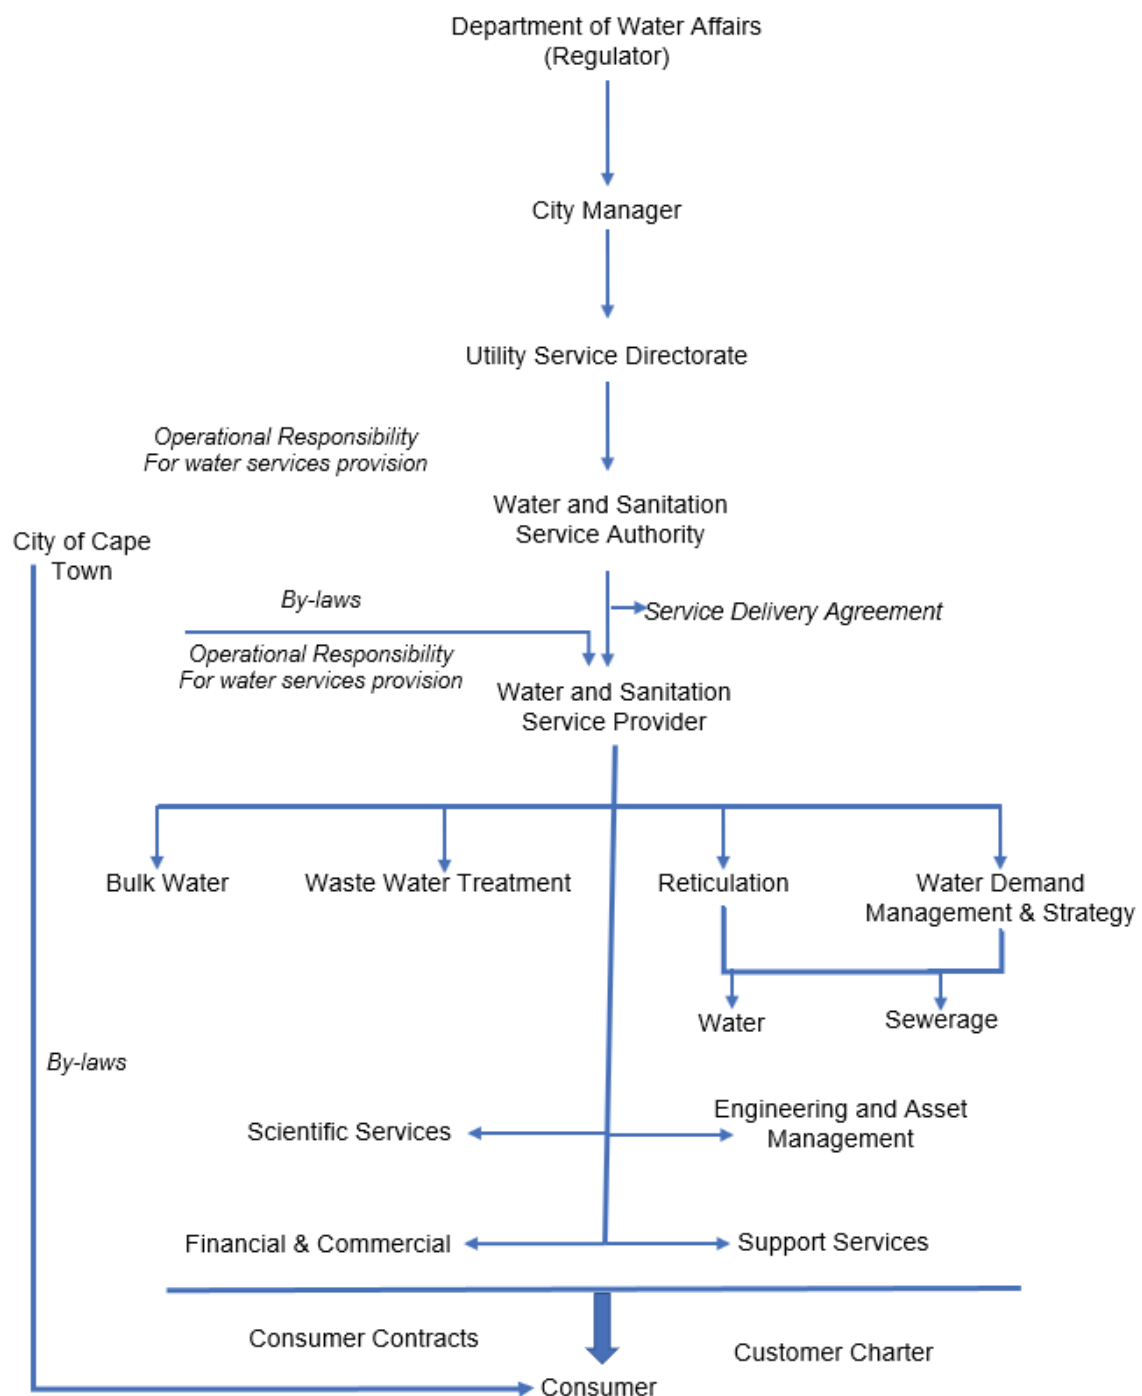 Department of Water Affairs
(Regulator)
City Manager
Utility Service Directorate
Operational Responsibility
For water services provision
Water and Sanitation
Service Authority
City of Cape
Town
By-laws
Service Delivery Agreement
Operational Responsibility
For water services provision
Water and Sanitation
Service Provider
Bulk Water
Waste Water Treatment
Reticulation
Water Demand
Management & Strategy
Water
Sewerage
By-laws
Scientific Services
Engineering and Asset
Management
Financial & Commercial
Support Services
Consumer Contracts
Customer Charter
Consumer